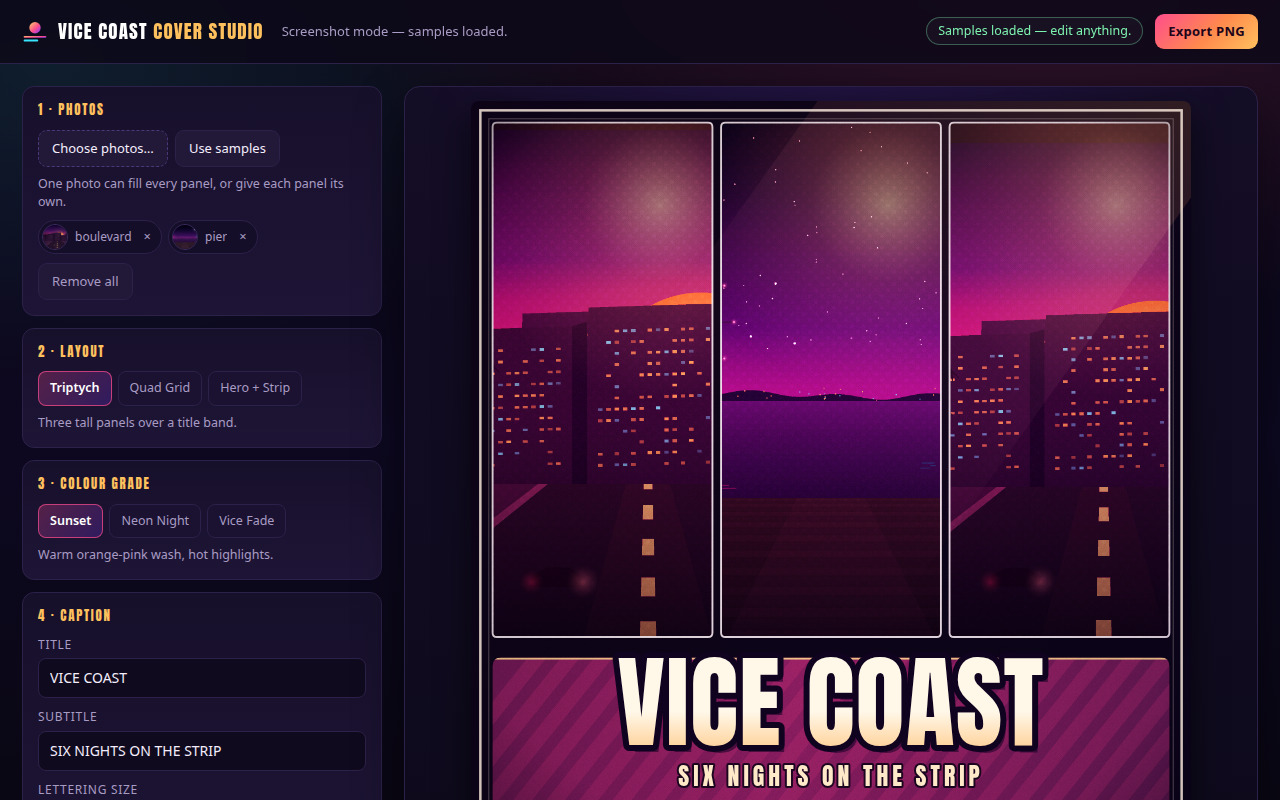 VICE COAST COVER STUDIO
Screenshot mode — samples loaded.
Samples loaded — edit anything.
Export PNG
1 · PHOTOS
Choose photos...
Use samples
One photo can fill every panel, or give each panel its
own.
boulevard ×
pier ×
Remove all
2 · LAYOUT
Triptych
Quad Grid
Hero + Strip
Three tall panels over a title band.
3 · COLOUR GRADE
Sunset
Neon Night
Vice Fade
Warm orange-pink wash, hot highlights.
4 · CAPTION
TITLE
VICE COAST
SUBTITLE
SIX NIGHTS ON THE STRIP
LETTERING SIZE
VICE COAST
SIX NIGHTS ON THE STRIP